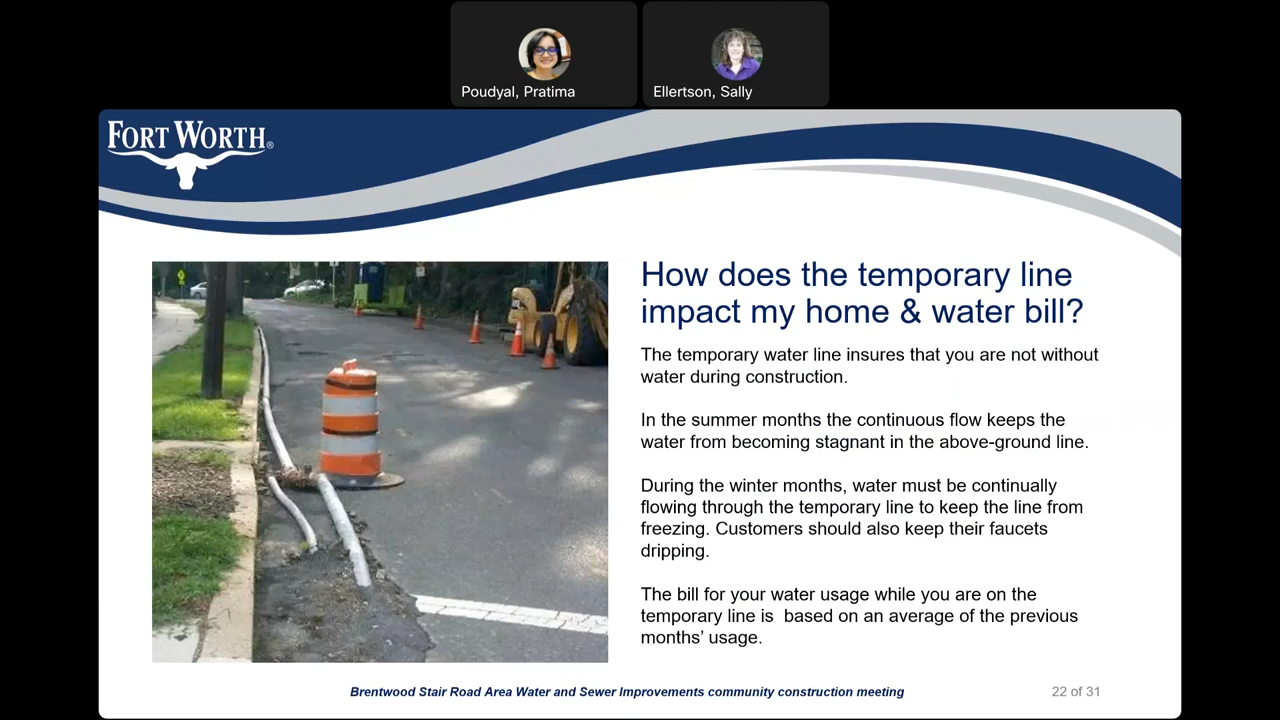 Poudyal, Pratima
Ellertson, Sally
FORT WORTH®
How does the temporary line
impact my home & water bill?
The temporary water line insures that you are not without
water during construction.
In the summer months the continuous flow keeps the
water from becoming stagnant in the above-ground line.
During the winter months, water must be continually
flowing through the temporary line to keep the line from
freezing. Customers should also keep their faucets
dripping.
The bill for your water usage while you are on the
temporary line is  based on an average of the previous
months' usage.
Brentwood Stair Road Area Water and Sewer Improvements community construction meeting
22 of 31